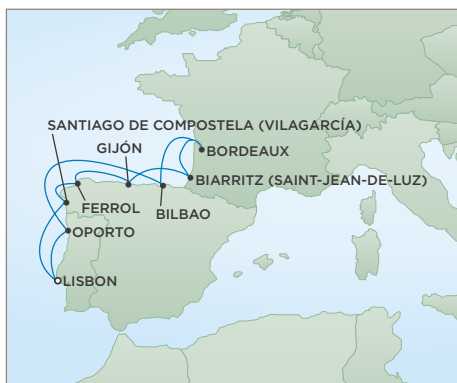 SANTIAGO DE COMPOSTELA (VILAGARCÍA)
GIJÓN
BORDEAUX
BIARRITZ (SAINT-JEAN-DE-LUZ)
FERROL
BILBAO
OPORTO
LISBON